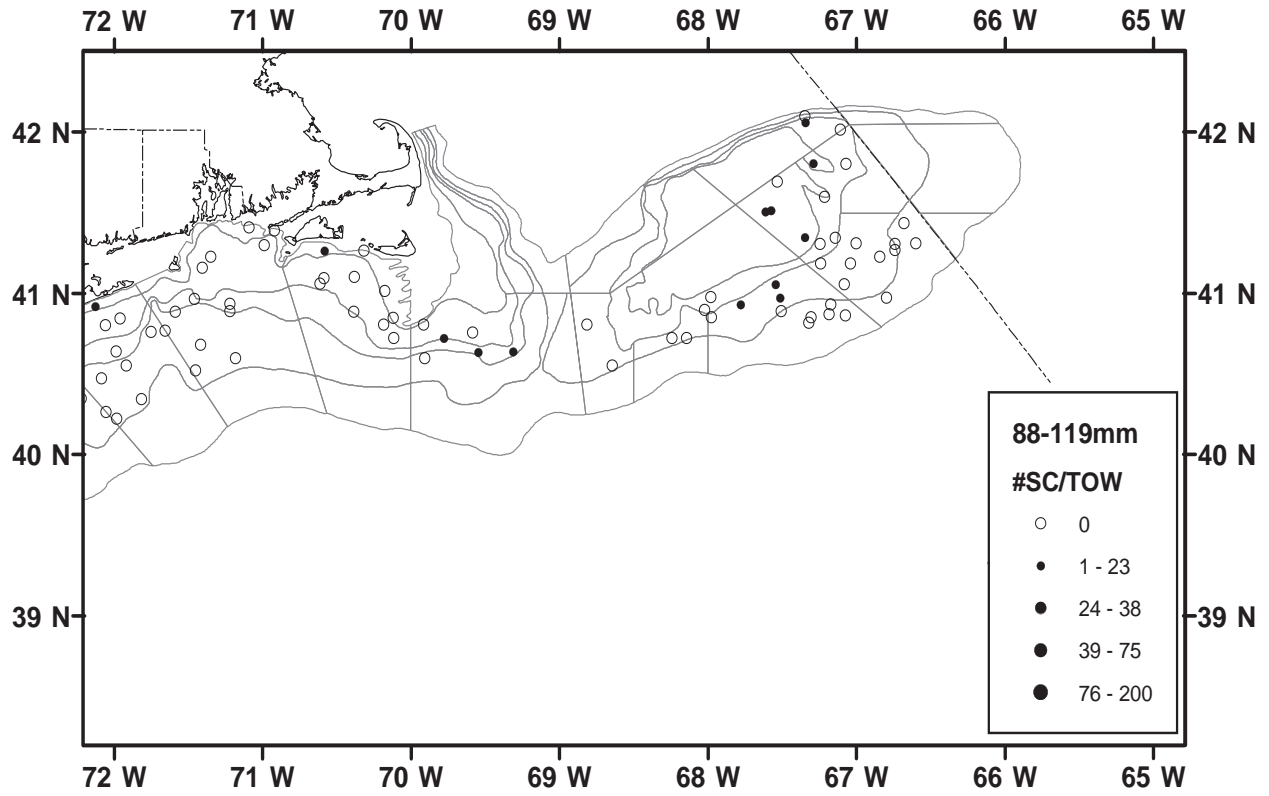 72 W 71 W 70 W 69 W 68 W 67 W 66 W 65 W
42 N 42 N
41 N 41 N
40 N 40 N
39 N 39 N
88-119mm
#SC/TOW
0
1 - 23
24 - 38
39 - 75
76 - 200
72 W 71 W 70 W 69 W 68 W 67 W 66 W 65 W